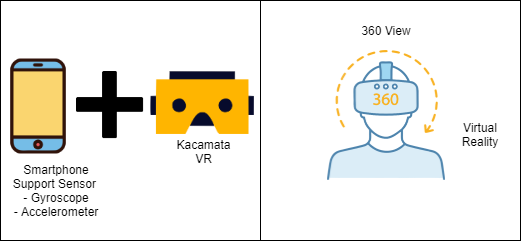 Smartphone
Support Sensor
- Gyroscope
- Accelerometer
Kacamata
VR
360 View
360
Virtual
Reality